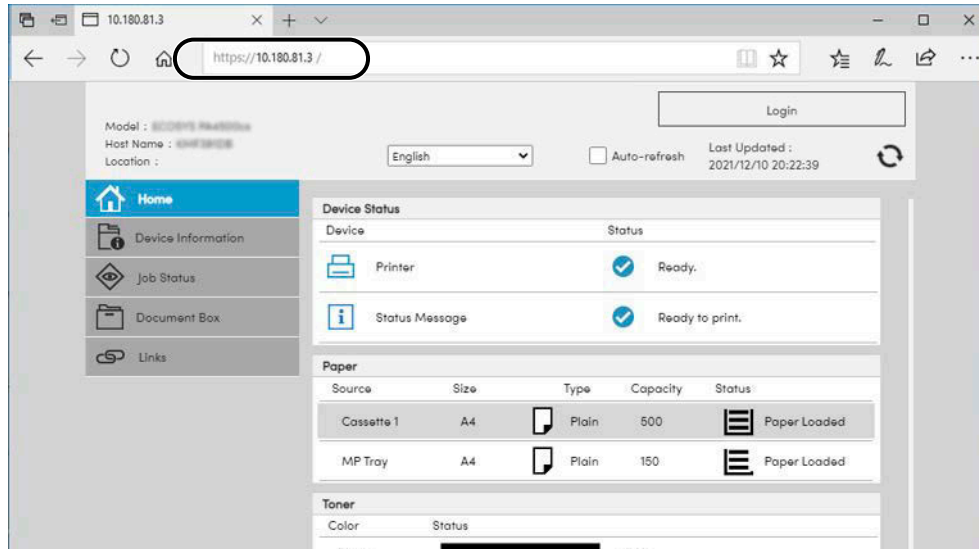 10.180.81.3
https://10.180.81.3 /
Login
Model :
Host Name :
Location :
English
Auto-refresh
Last Updated :
2021/12/10 20:22:39
Home
Device Information
Job Status
Document Box
Links
Device Status
Device Status
Printer Ready.
i Status Message Ready to print.
Paper
Source Size Type Capacity Status
Cassette 1 A4 Plain 500 Paper Loaded
MP Tray A4 Plain 150 Paper Loaded
Toner
Color Status